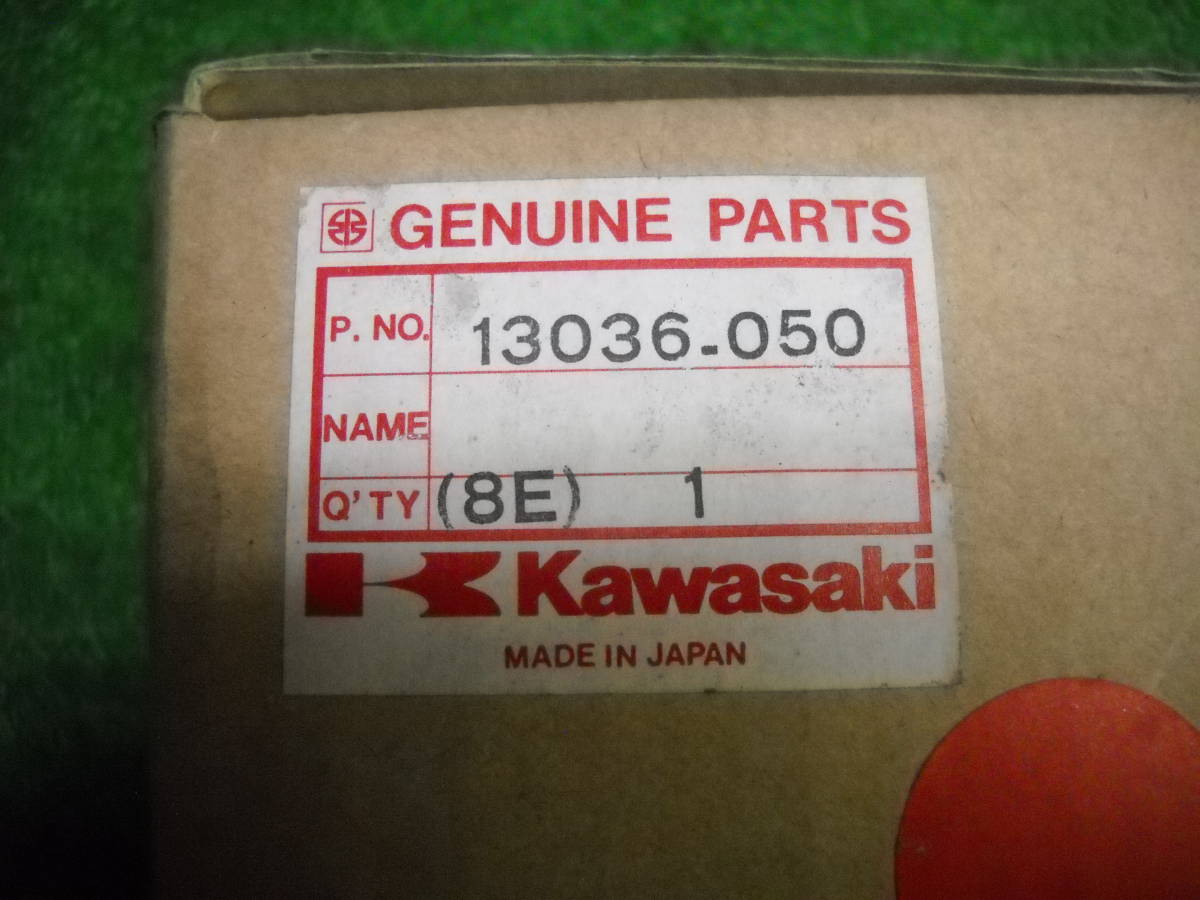 GENUINE PARTS
P. NO. 13036-050
NAME
Q'TY (8E) 1
Kawasaki
MADE IN JAPAN